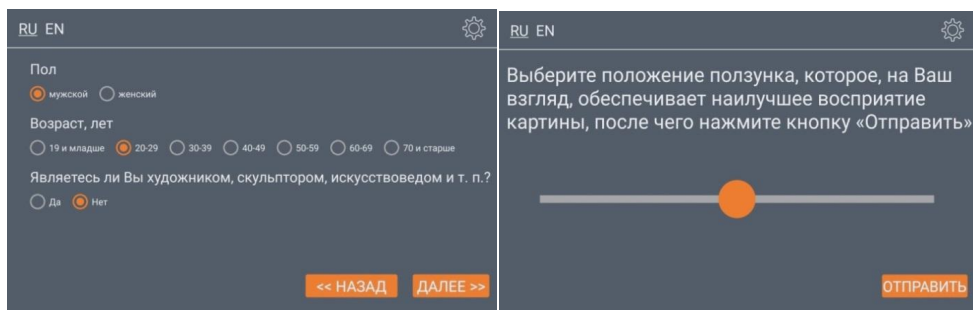 RU EN
Пол
мужской женский
Возраст, лет
19 и младше 20-29 30-39 40-49 50-59 60-69 70 и старше
Являетесь ли Вы художником, скульптором, искусствоведом и т. п.?
Да Нет
<< НАЗАД ДАЛЕЕ >>
RU EN
Выберите положение ползунка, которое, на Ваш
взгляд, обеспечивает наилучшее восприятие
картины, после чего нажмите кнопку «Отправить»
ОТПРАВИТЬ